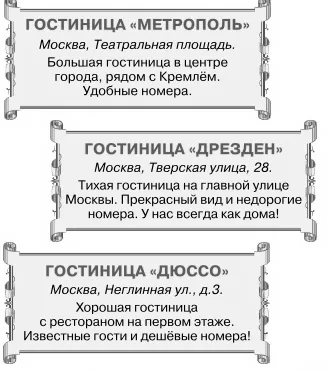 ГОСТИНИЦА «МЕТРОПОЛЬ»
Москва, Театральная площадь.
Большая гостиница в центре
города, рядом с Кремлём.
Удобные номера.
ГОСТИНИЦА «ДРЕЗДЕН»
Москва, Тверская улица, 28.
Тихая гостиница на главной улице
Москвы. Прекрасный вид и недорогие
номера. У нас всегда как дома!
ГОСТИНИЦА «ДЮССО»
Москва, Неглинная ул., д.3.
Хорошая гостиница
с рестораном на первом этаже.
Известные гости и дешёвые номера!